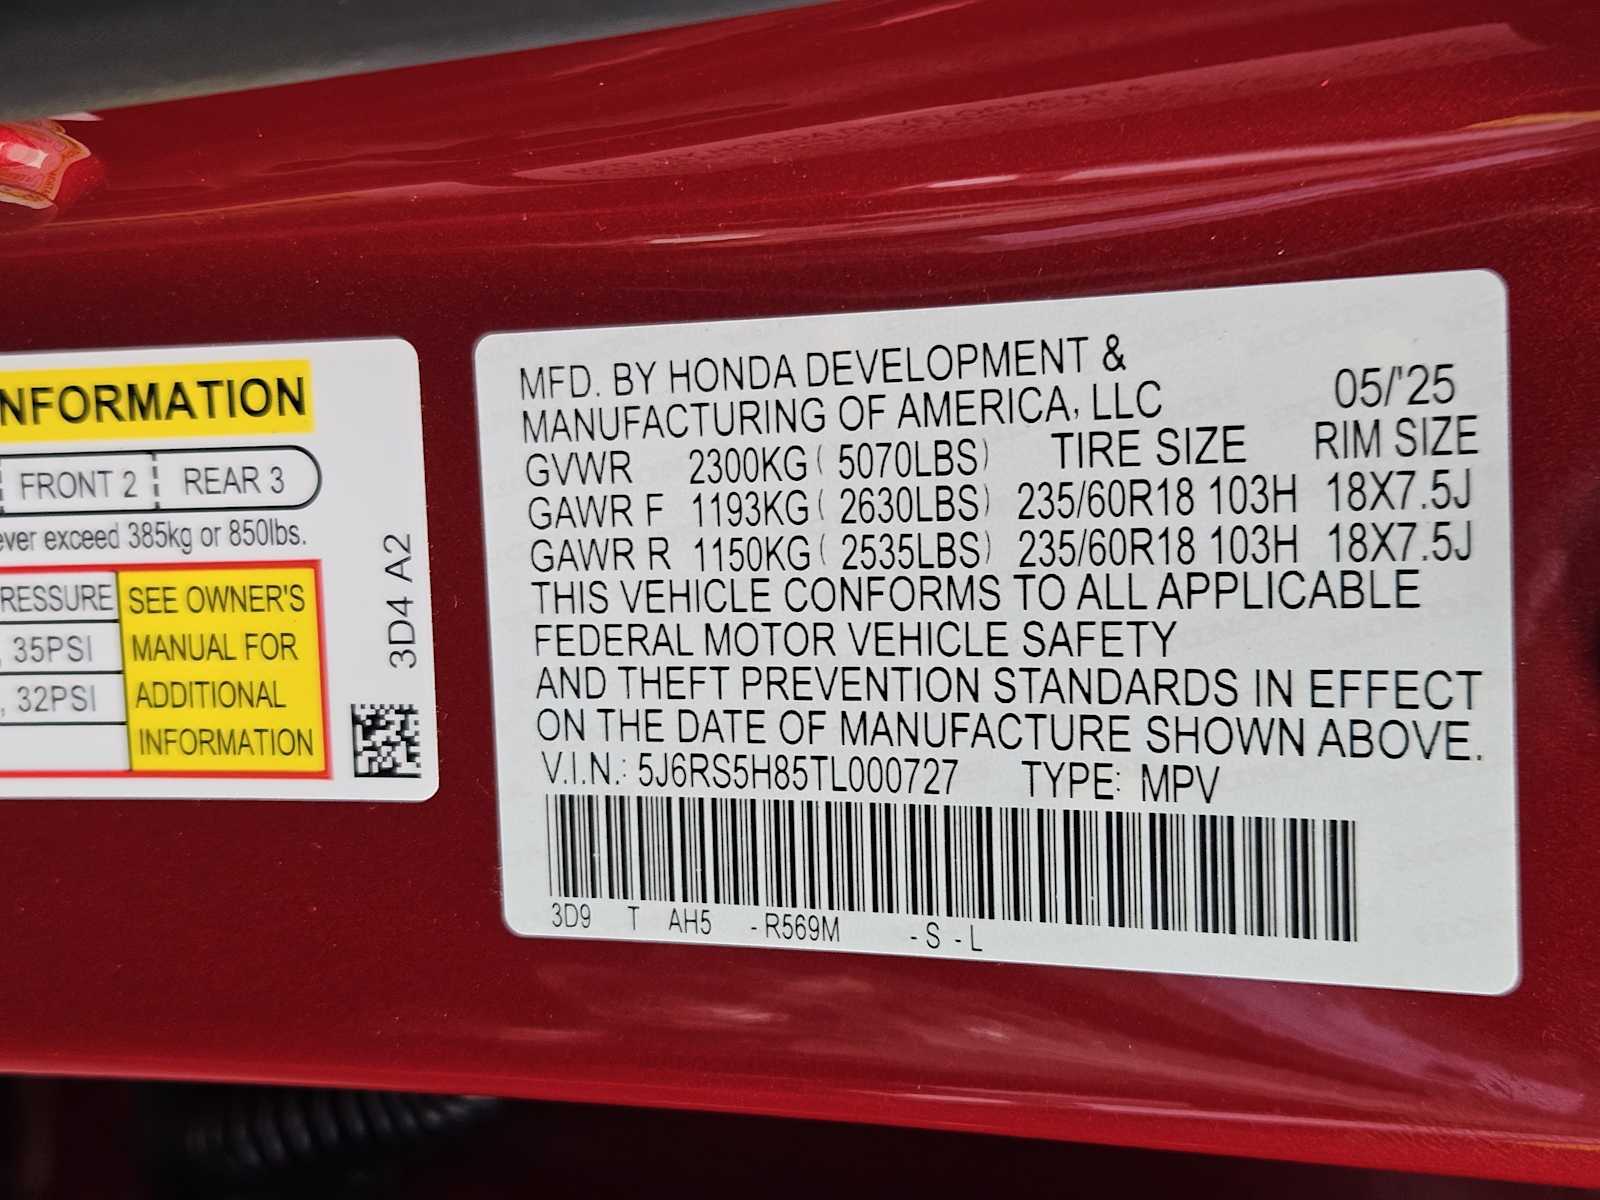 NFORMATION
FRONT 2 REAR 3
ever exceed 385kg or 850lbs.
RESSURE
, 35PSI
, 32PSI
SEE OWNER'S
MANUAL FOR
ADDITIONAL
INFORMATION
3D4 A2
MFD. BY HONDA DEVELOPMENT &
MANUFACTURING OF AMERICA, LLC 05/'25
GVWR 2300KG ( 5070LBS) TIRE SIZE RIM SIZE
GAWR F 1193KG ( 2630LBS) 235/60R18 103H 18X7.5J
GAWR R 1150KG ( 2535LBS) 235/60R18 103H 18X7.5J
THIS VEHICLE CONFORMS TO ALL APPLICABLE
FEDERAL MOTOR VEHICLE SAFETY
AND THEFT PREVENTION STANDARDS IN EFFECT
ON THE DATE OF MANUFACTURE SHOWN ABOVE.
V.I.N.: 5J6RS5H85TL000727 TYPE: MPV
3D9 T AH5 -R569M -S -L